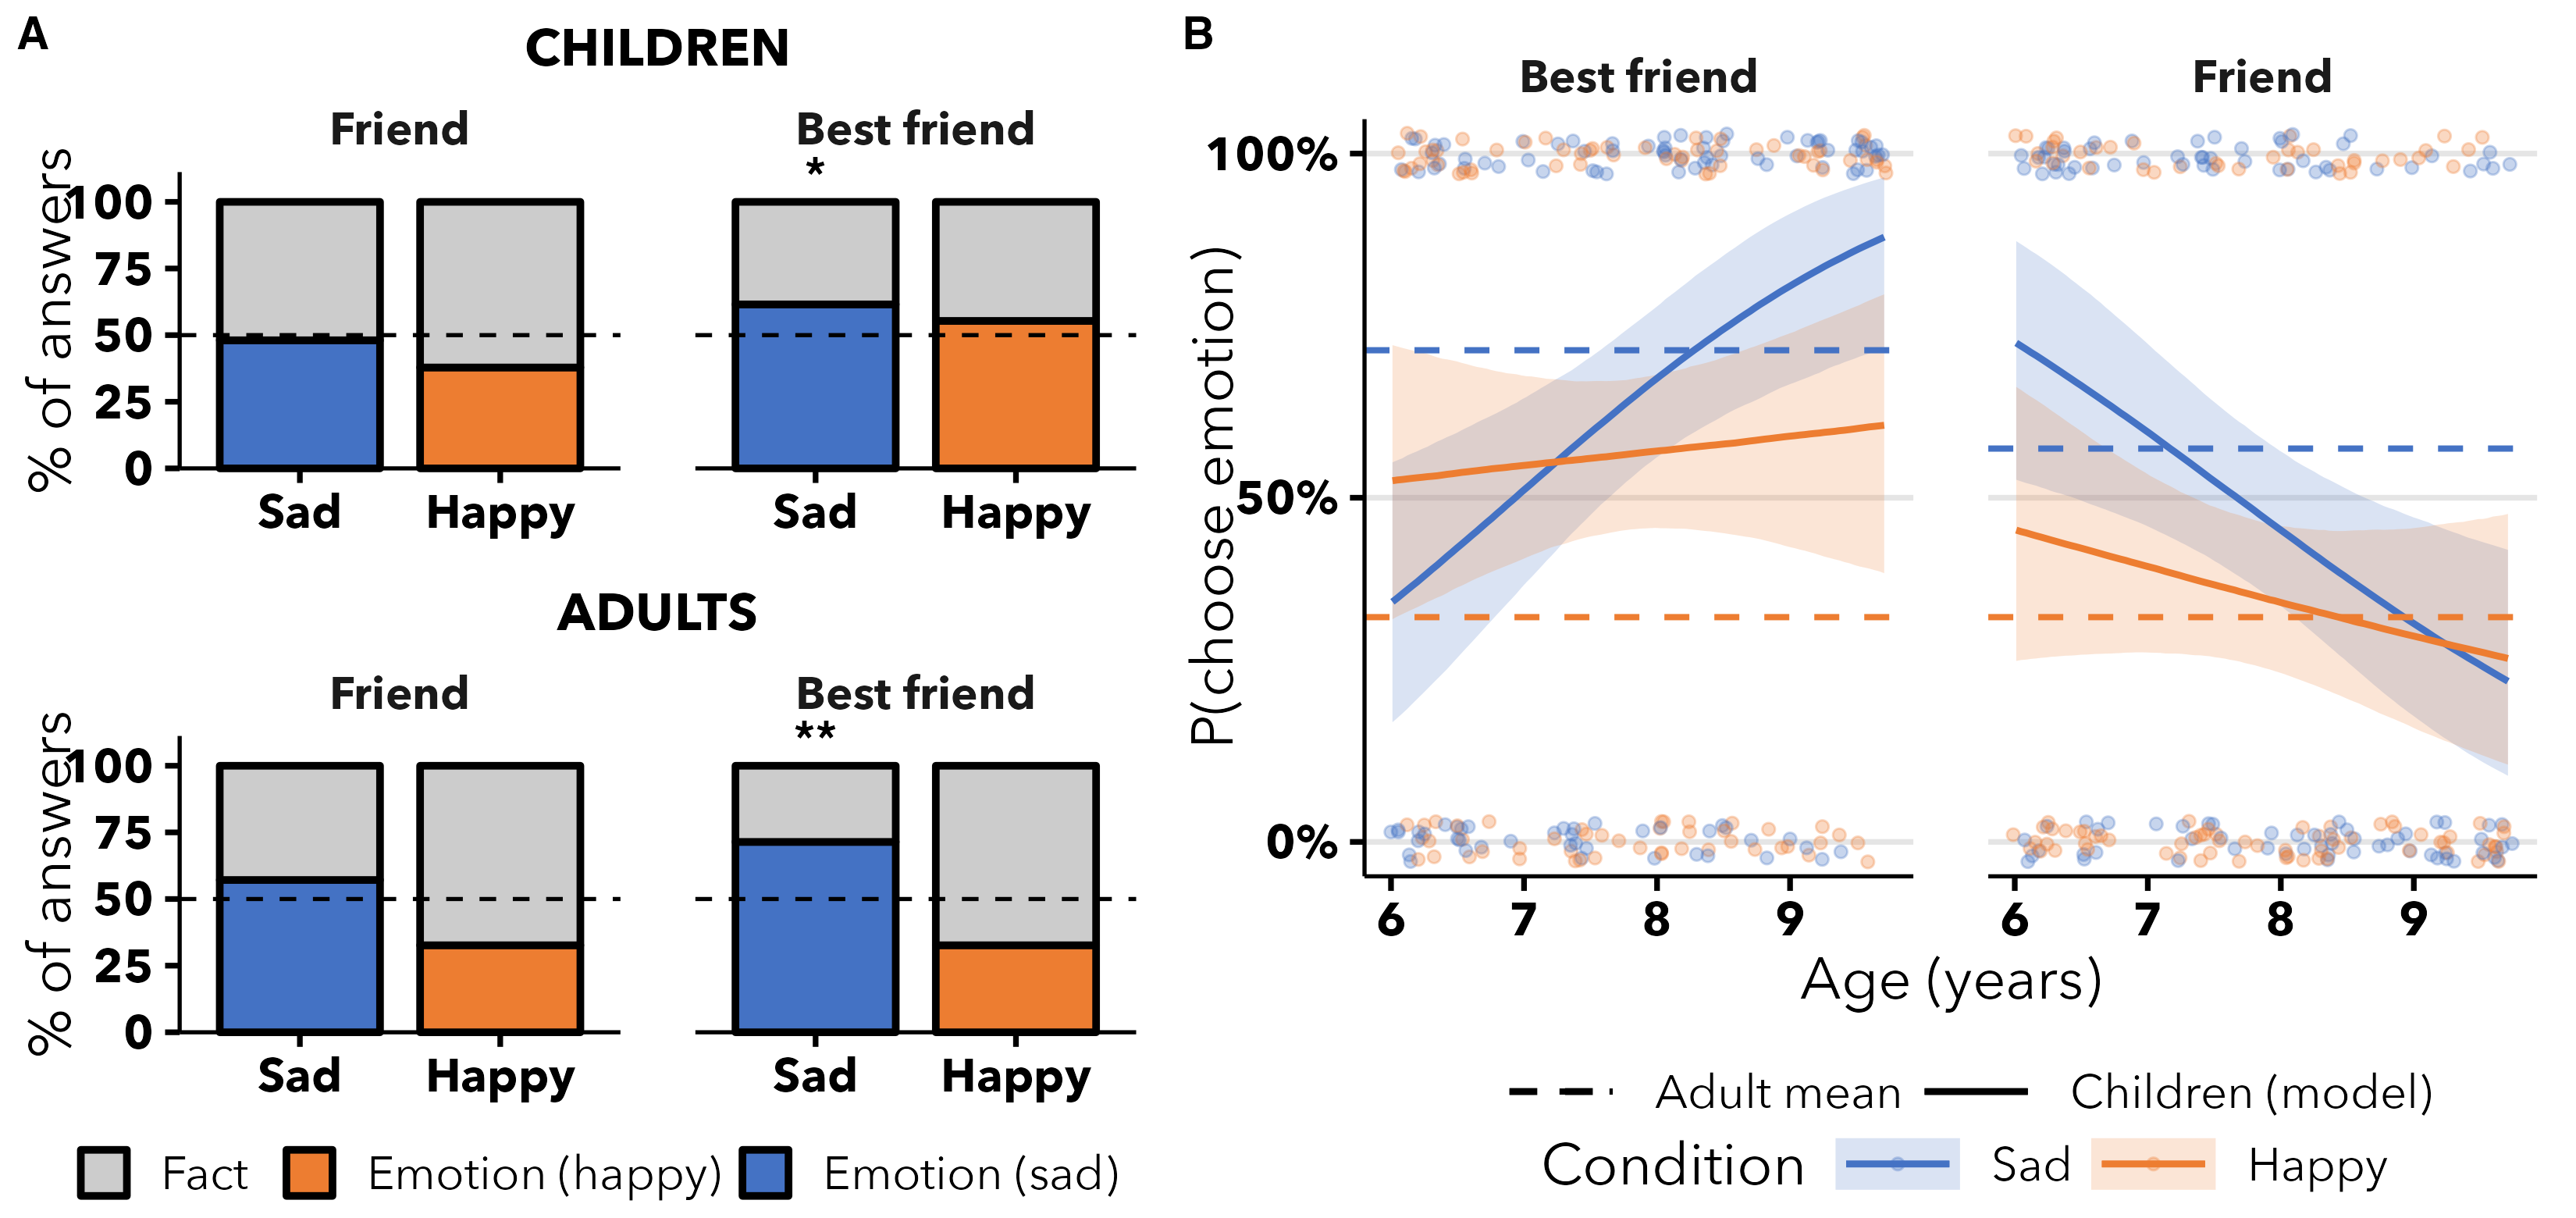 A
CHILDREN
Friend
Best friend
*
% of answers
100
75
50
25
0
Sad
Happy
Sad
Happy
ADULTS
Friend
Best friend
**
% of answers
100
75
50
25
0
Sad
Happy
Sad
Happy
Fact
Emotion (happy)
Emotion (sad)
B
Best friend
Friend
P(choose emotion)
100%
50%
0%
6
7
8
9
6
7
8
9
Age (years)
Adult mean
Children (model)
Condition
Sad
Happy